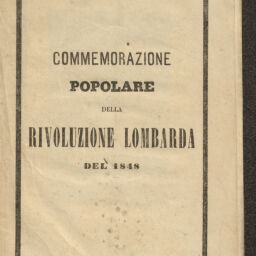 COMMEMORAZIONE
POPOLARE
DELLA
RIVOLUZIONE LOMBARDA
DEL 1848